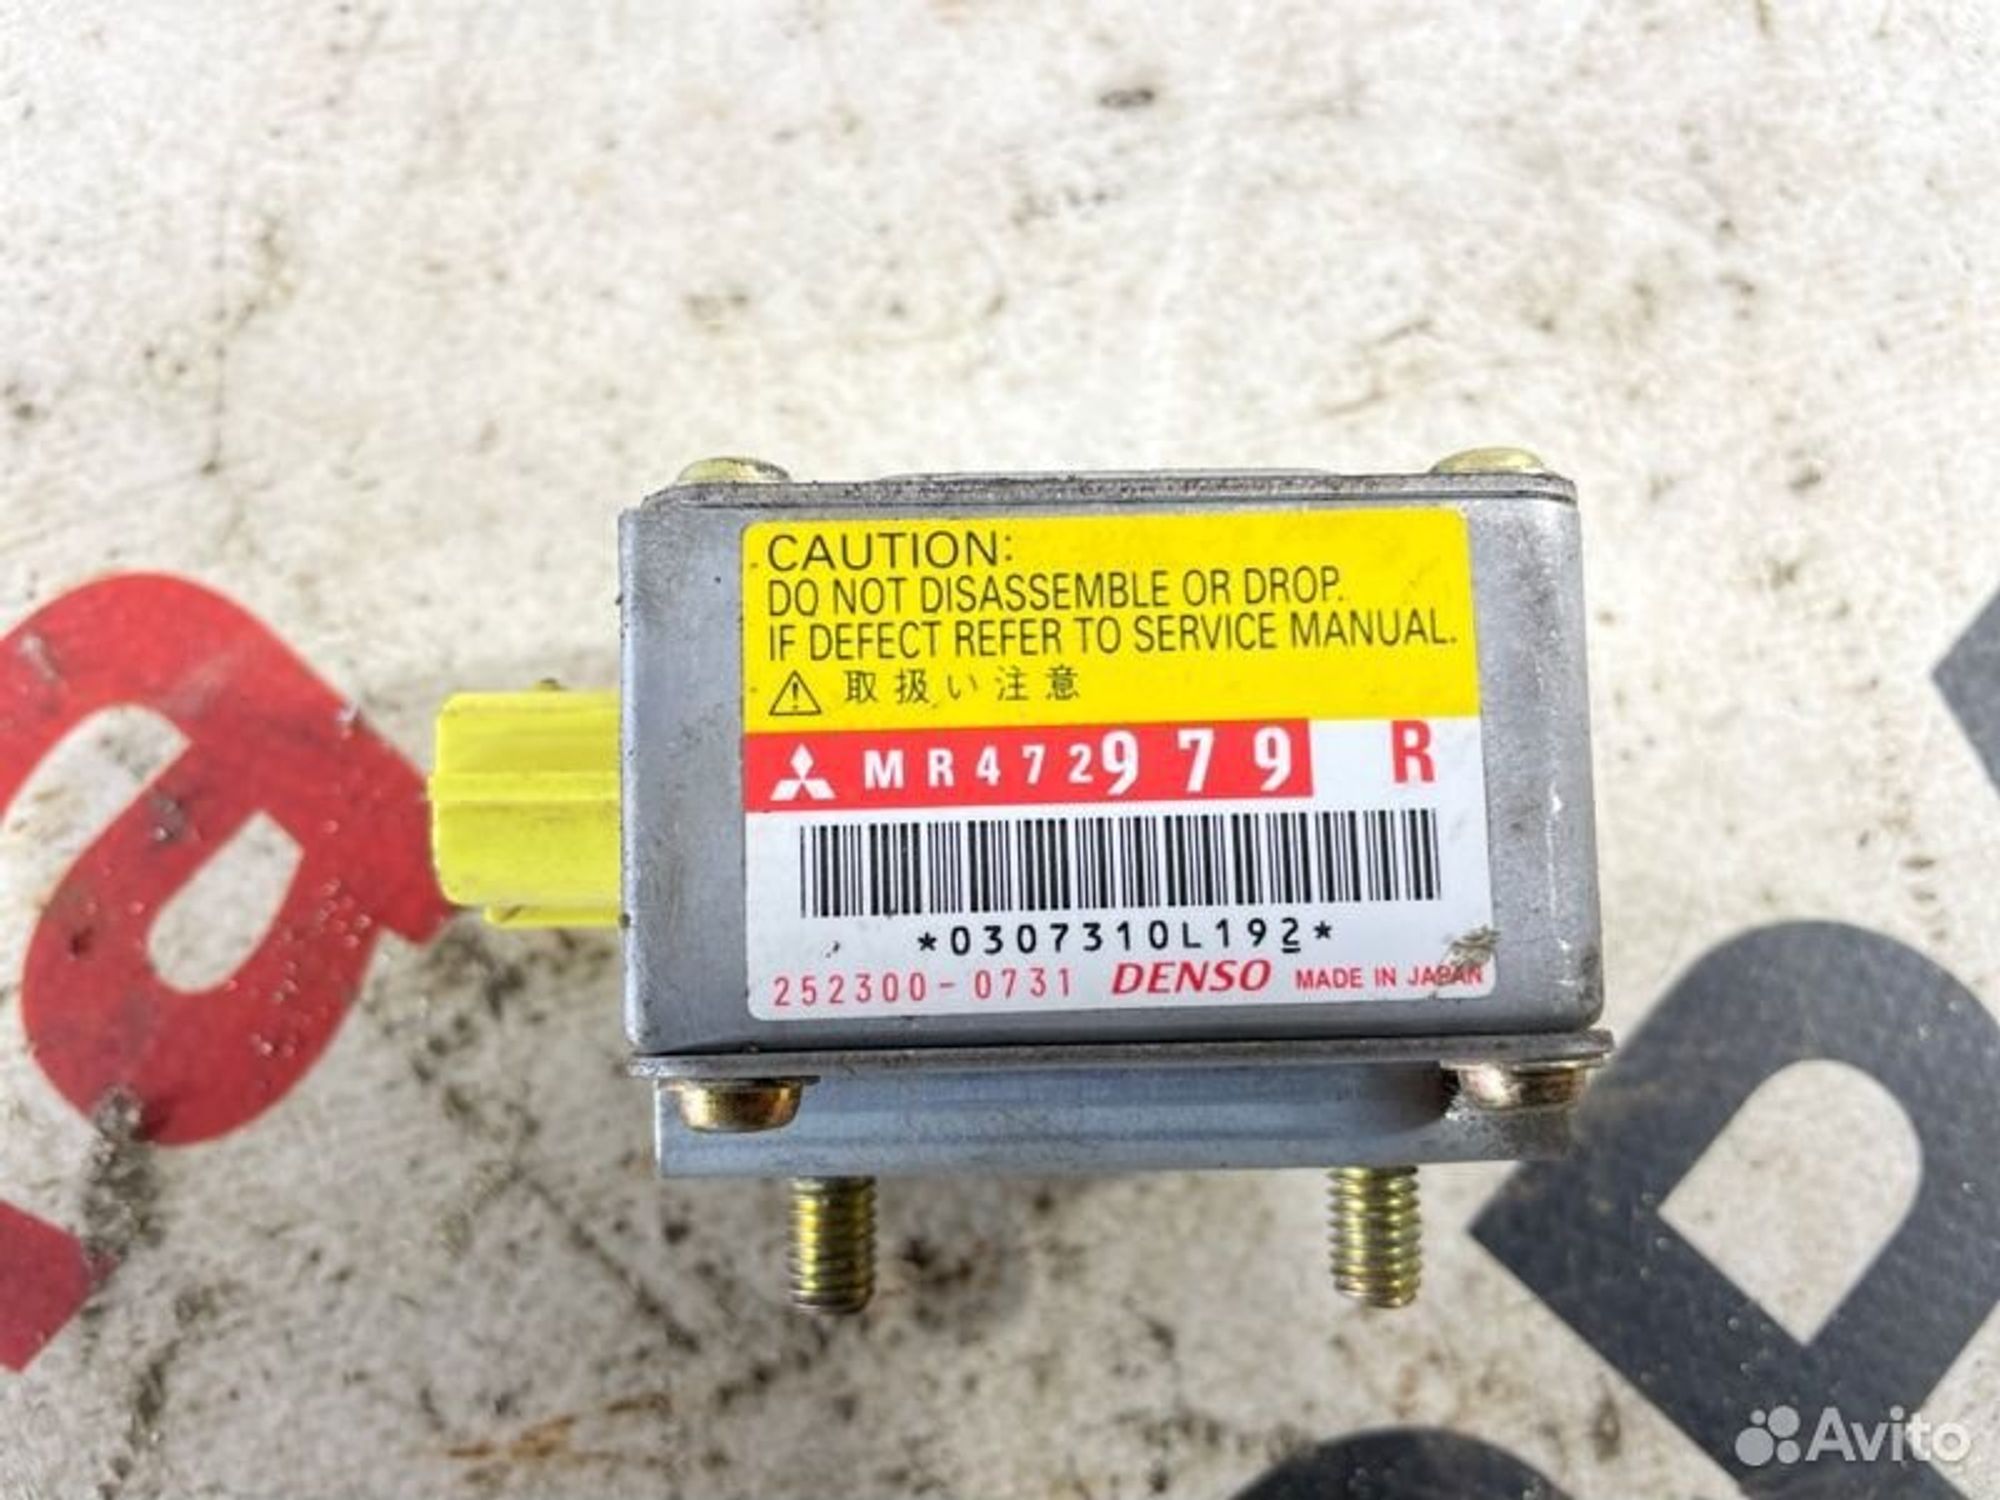 CAUTION:
DO NOT DISASSEMBLE OR DROP.
IF DEFECT REFER TO SERVICE MANUAL.
取扱い注意
MR472979 R
*0307310L192*
252300-0731 DENSO MADE IN JAPAN
Avito